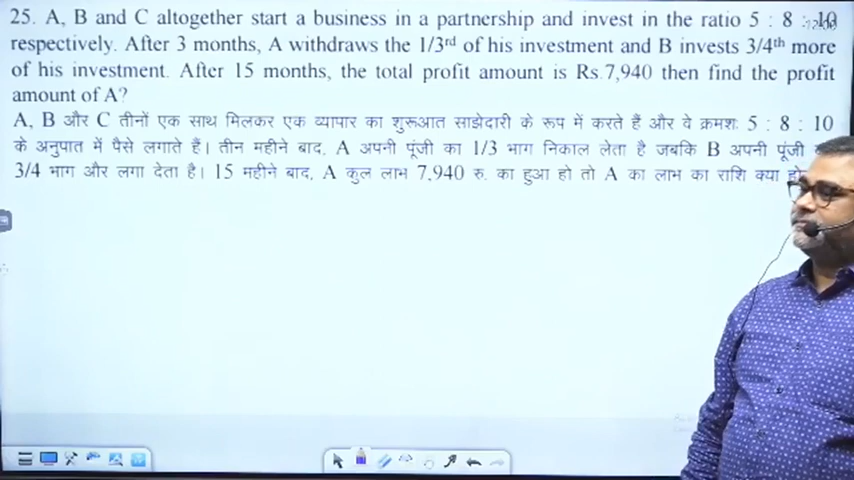 25. A, B and C altogether start a business in a partnership and invest in the ratio 5 : 8 : 10
respectively. After 3 months, A withdraws the 1/3rd of his investment and B invests 3/4th more
of his investment. After 15 months, the total profit amount is Rs.7,940 then find the profit
amount of A?
A, B और C तीनों एक साथ मिलकर एक व्यापार का शुरूआत साझेदारी के रूप में करते हैं और वे क्रमशः 5 : 8 : 10
के अनुपात में पैसे लगाते हैं। तीन महीने बाद, A अपनी पूंजी का 1/3 भाग निकाल लेता है जबकि B अपनी पूंजी
3/4 भाग और लगा देता है। 15 महीने बाद, A कुल लाभ 7,940 रु. का हुआ हो तो A का लाभ का राशि क्या